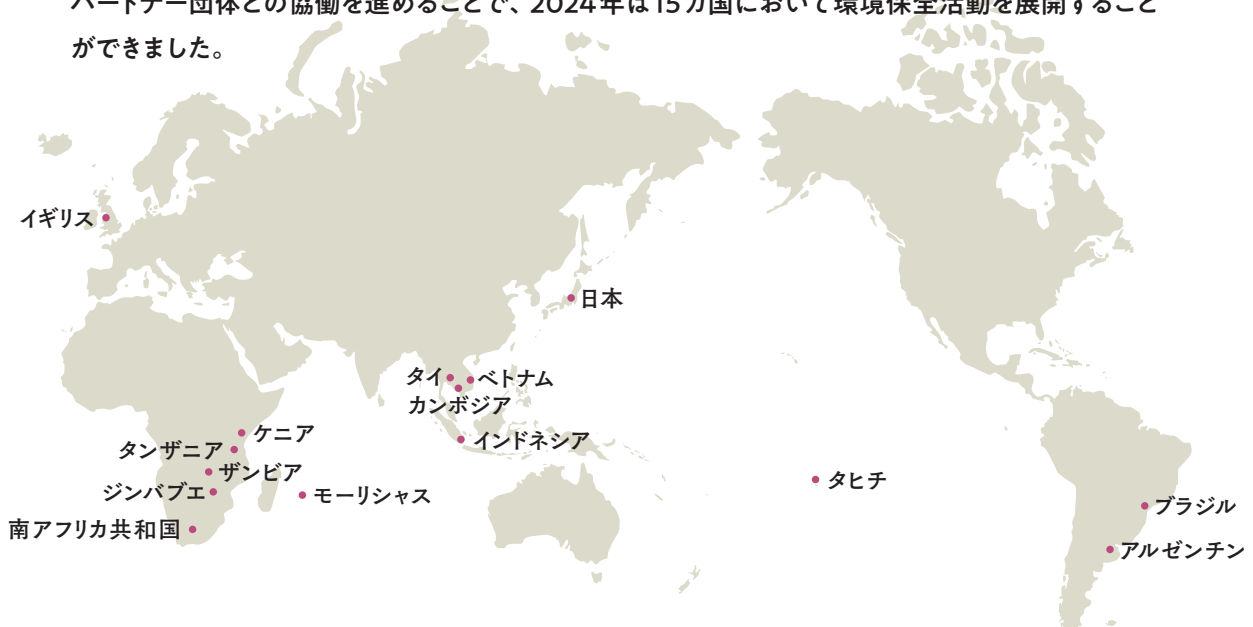 パートナー団体との協働を進めることで、2024年は15カ国において環境保全活動を展開すること
ができました。
イギリス
日本
タイ
ベトナム
カンボジア
ケニア
インドネシア
タンザニア
ザンビア
タヒチ
ジンバブエ
モーリシャス
ブラジル
南アフリカ共和国
アルゼンチン